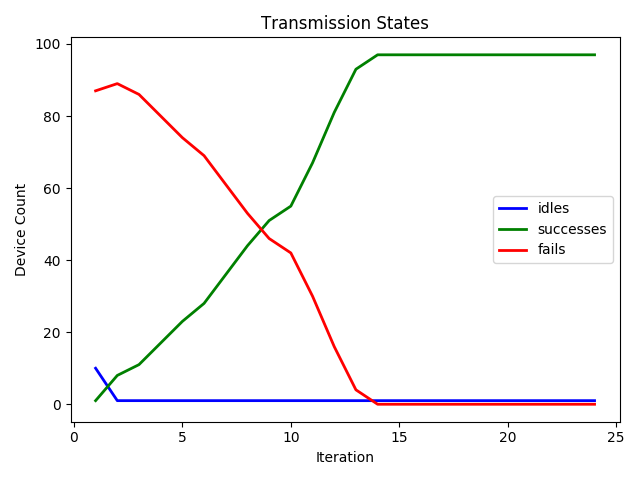 Transmission States
Device Count
100
80
60
40
20
0
idles
successes
fails
0 5 10 15 20 25
Iteration